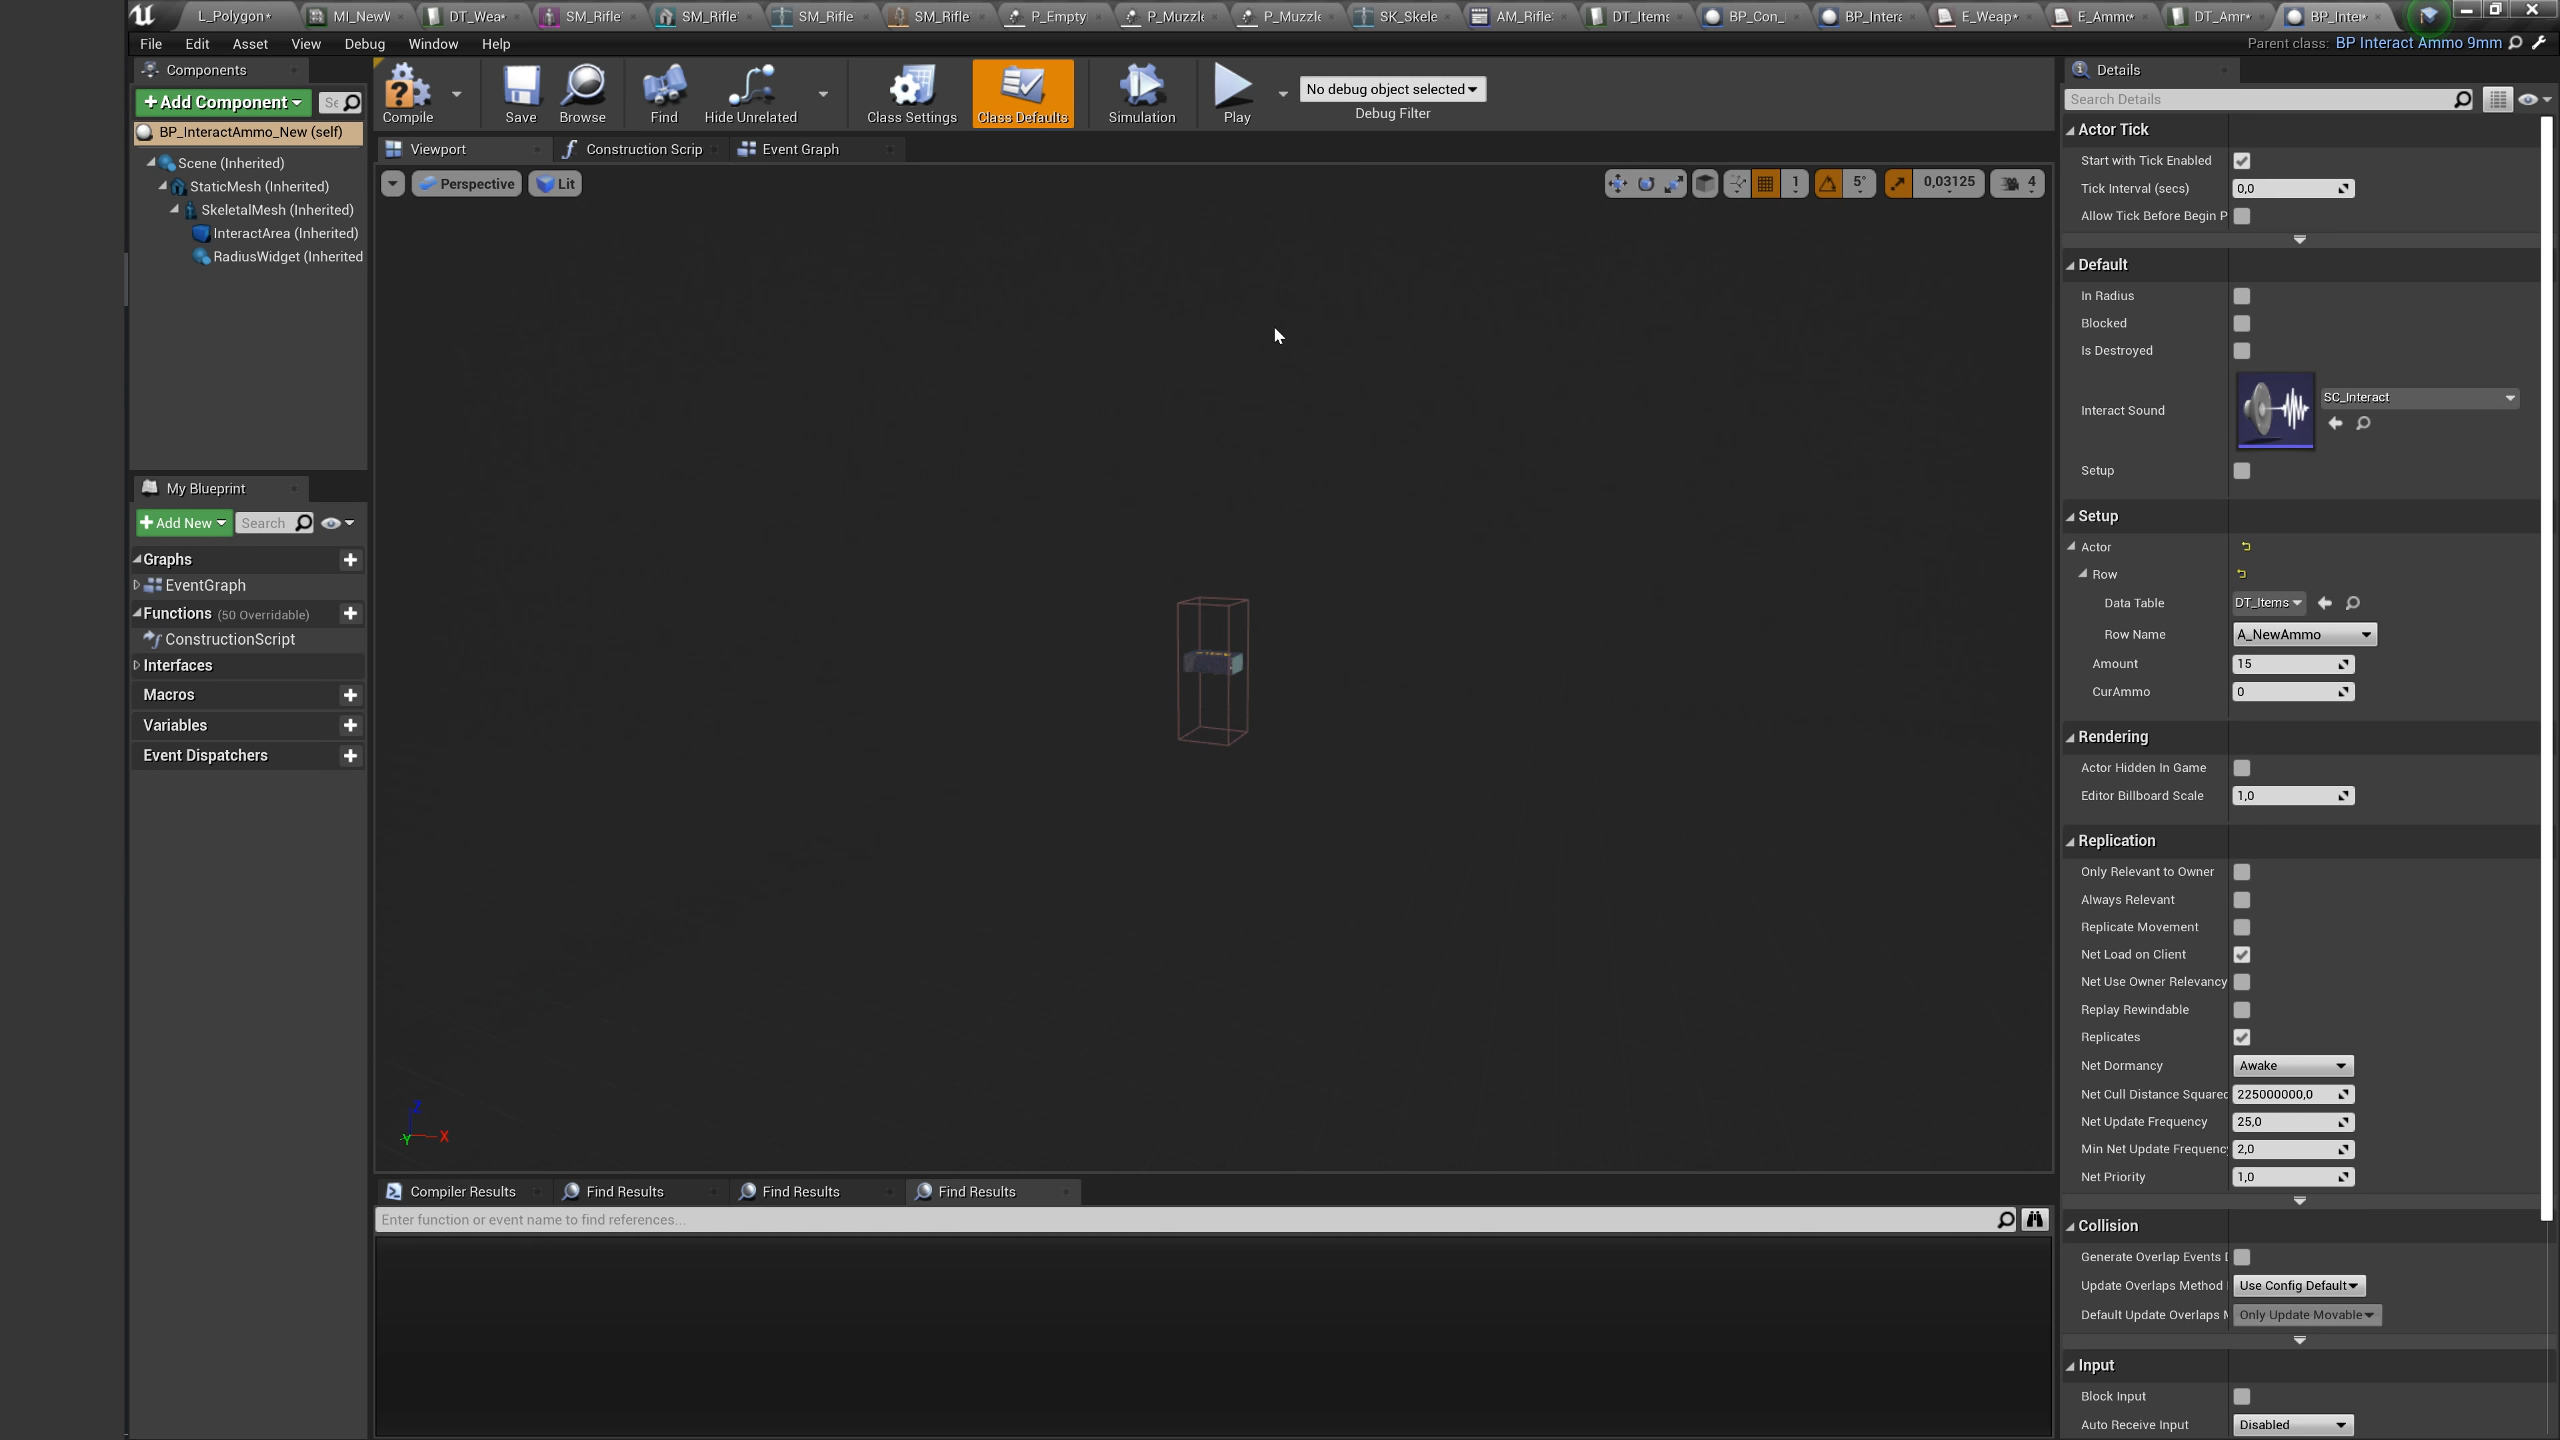 L_Polygon*
MI_NewW
DT_Wea*
SM_Rifle
SM_Rifle
SM_Rifle
SM_Rifle
P_Empty
P_Muzzle
P_Muzzle
SK_Skele
AM_Rifle
DT_Items
BP_Con_
BP_Intera
E_Weap*
E_Ammo*
DT_Am*
BP_Inter*
File
Edit
Asset
View
Debug
Window
Help
Parent class: BP Interact Ammo 9mm
Components
+Add Component
Se
BP_InteractAmmo_New (self)
Scene (Inherited)
StaticMesh (Inherited)
SkeletalMesh (Inherited)
InteractArea (Inherited)
RadiusWidget (Inherited
Compile
Save
Browse
Find
Hide Unrelated
Class Settings
Class Defaults
Simulation
Play
No debug object selected
Debug Filter
Viewport
Construction Scrip
Event Graph
Perspective
Lit
1
5°
0,03125
4
X
Y
Z
My Blueprint
+Add New
Search
Graphs
EventGraph
Functions (50 Overridable)
ConstructionScript
Interfaces
Macros
Variables
Event Dispatchers
Compiler Results
Find Results
Find Results
Find Results
Enter function or event name to find references...
Details
Search Details
Actor Tick
Start with Tick Enabled
Tick Interval (secs) 0,0
Allow Tick Before Begin P
Default
In Radius
Blocked
Is Destroyed
Interact Sound SC_Interact
Setup
Setup
Actor
Row
Data Table DT_Items
Row Name A_NewAmmo
Amount 15
CurAmmo 0
Rendering
Actor Hidden In Game
Editor Billboard Scale 1,0
Replication
Only Relevant to Owner
Always Relevant
Replicate Movement
Net Load on Client
Net Use Owner Relevancy
Replay Rewindable
Replicates
Net Dormancy Awake
Net Cull Distance Squared 225000000,0
Net Update Frequency 25,0
Min Net Update Frequency 2,0
Net Priority 1,0
Collision
Generate Overlap Events D
Update Overlaps Method Use Config Default
Default Update Overlaps M Only Update Movable
Input
Block Input
Auto Receive Input Disabled